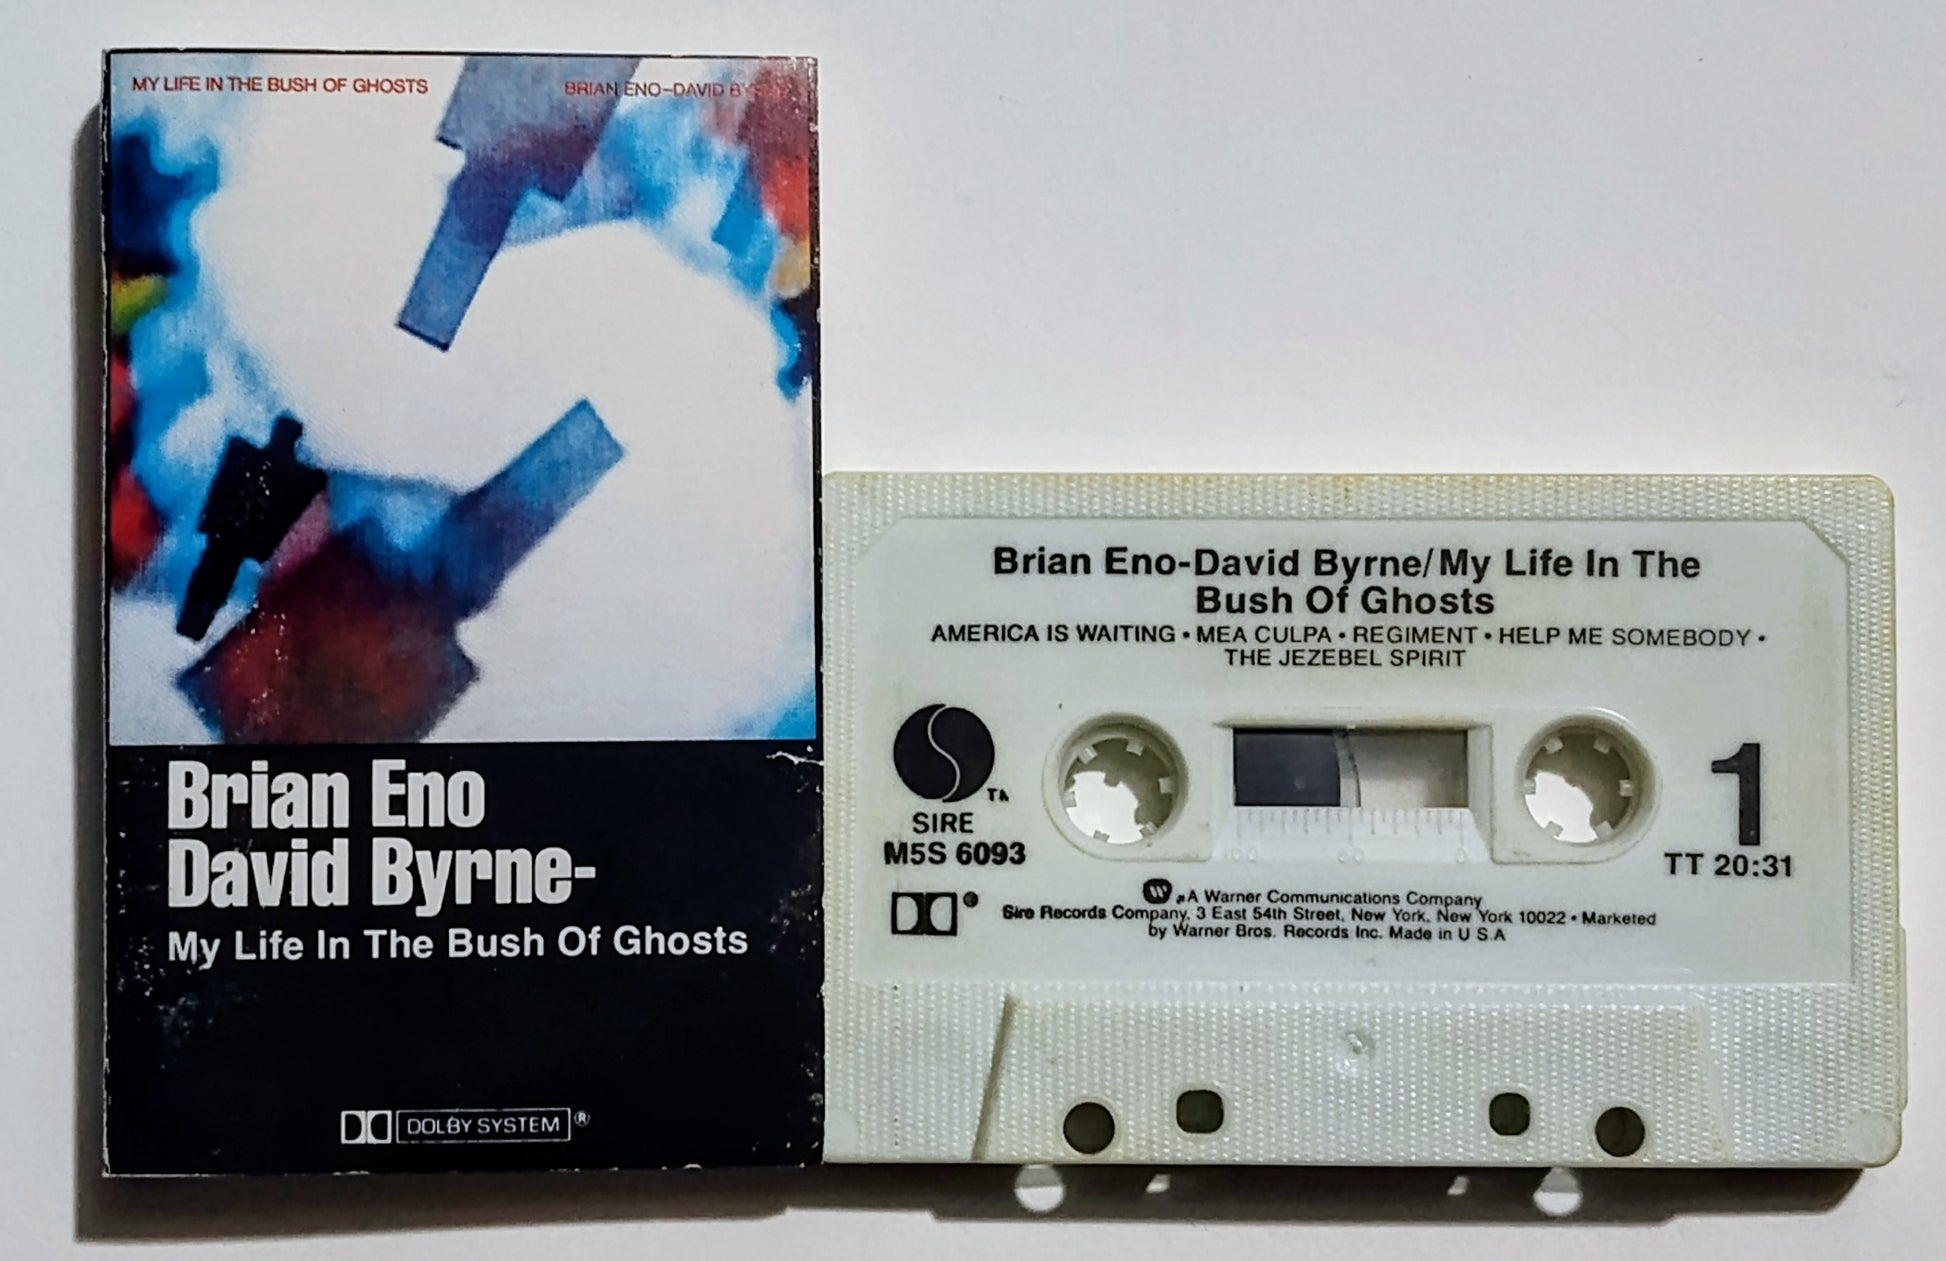 MY LIFE IN THE BUSH OF GHOSTS
BRIAN ENO–DAVID
Brian Eno
David Byrne-
My Life In The Bush Of Ghosts
DOLBY SYSTEM ®
Brian Eno-David Byrne/My Life In The
Bush Of Ghosts
AMERICA IS WAITING • MEA CULPA • REGIMENT • HELP ME SOMEBODY •
THE JEZEBEL SPIRIT
SIRE
M5S 6093
1
TT 20:31
A Warner Communications Company
Sire Records Company, 3 East 54th Street, New York, New York 10022 • Marketed
by Warner Bros. Records Inc. Made in U S.A
100 50 0